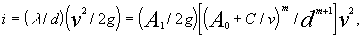 i = (λ/d)(v²/2g) = (A₁/2g)[(A₀ + C/v)ᵐ/dᵐ⁺¹]v²,